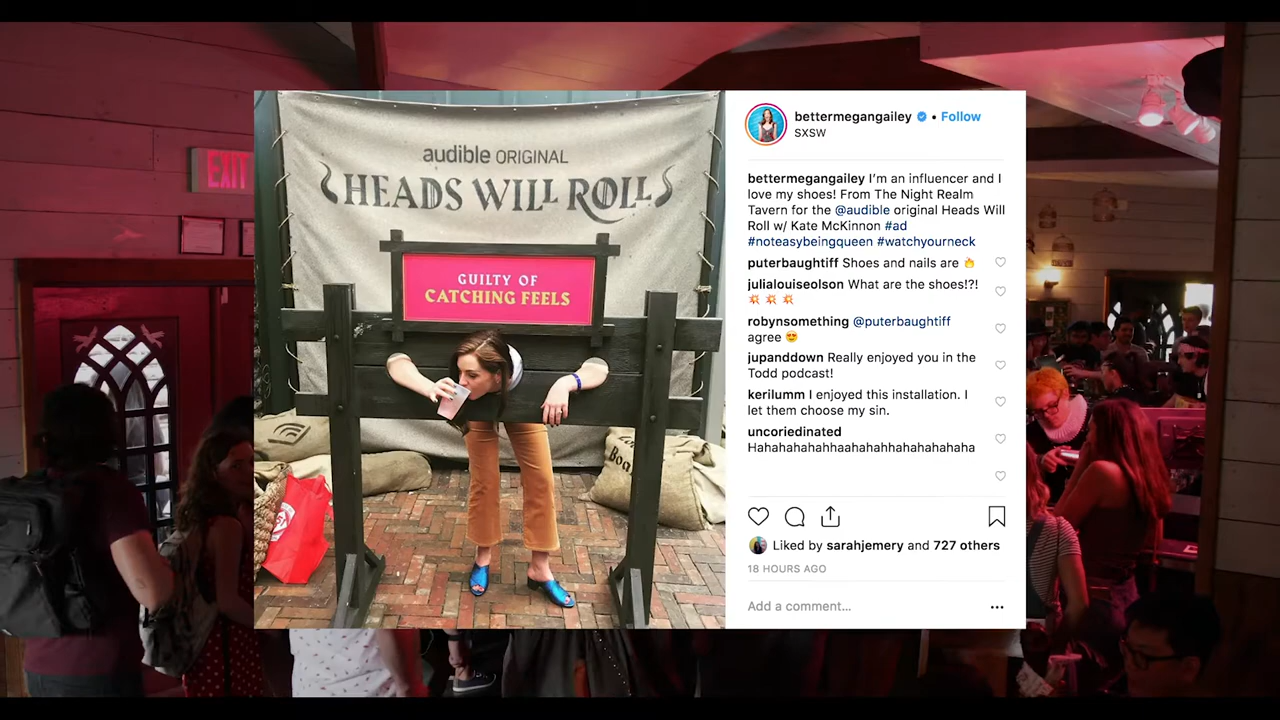 EXIT
audible ORIGINAL
HEADS WILL ROLL
GUILTY OF
CATCHING FEELS
bettermegangailey • Follow
SXSW
bettermegangailey I'm an influencer and I
love my shoes! From The Night Realm
Tavern for the @audible original Heads Will
Roll w/ Kate McKinnon #ad
#noteasybeingqueen #watchyourneck
puterbaughtiff Shoes and nails are 🔥
julialouiseolson What are the shoes!?!
💥 💥 💥
robynsomething @puterbaughtiff
agree 😍
jupanddown Really enjoyed you in the
Todd podcast!
kerilumm I enjoyed this installation. I
let them choose my sin.
uncoriedinated
Hahahahahahhaahahahhahahahahaha
Liked by sarahjemery and 727 others
18 HOURS AGO
Add a comment...